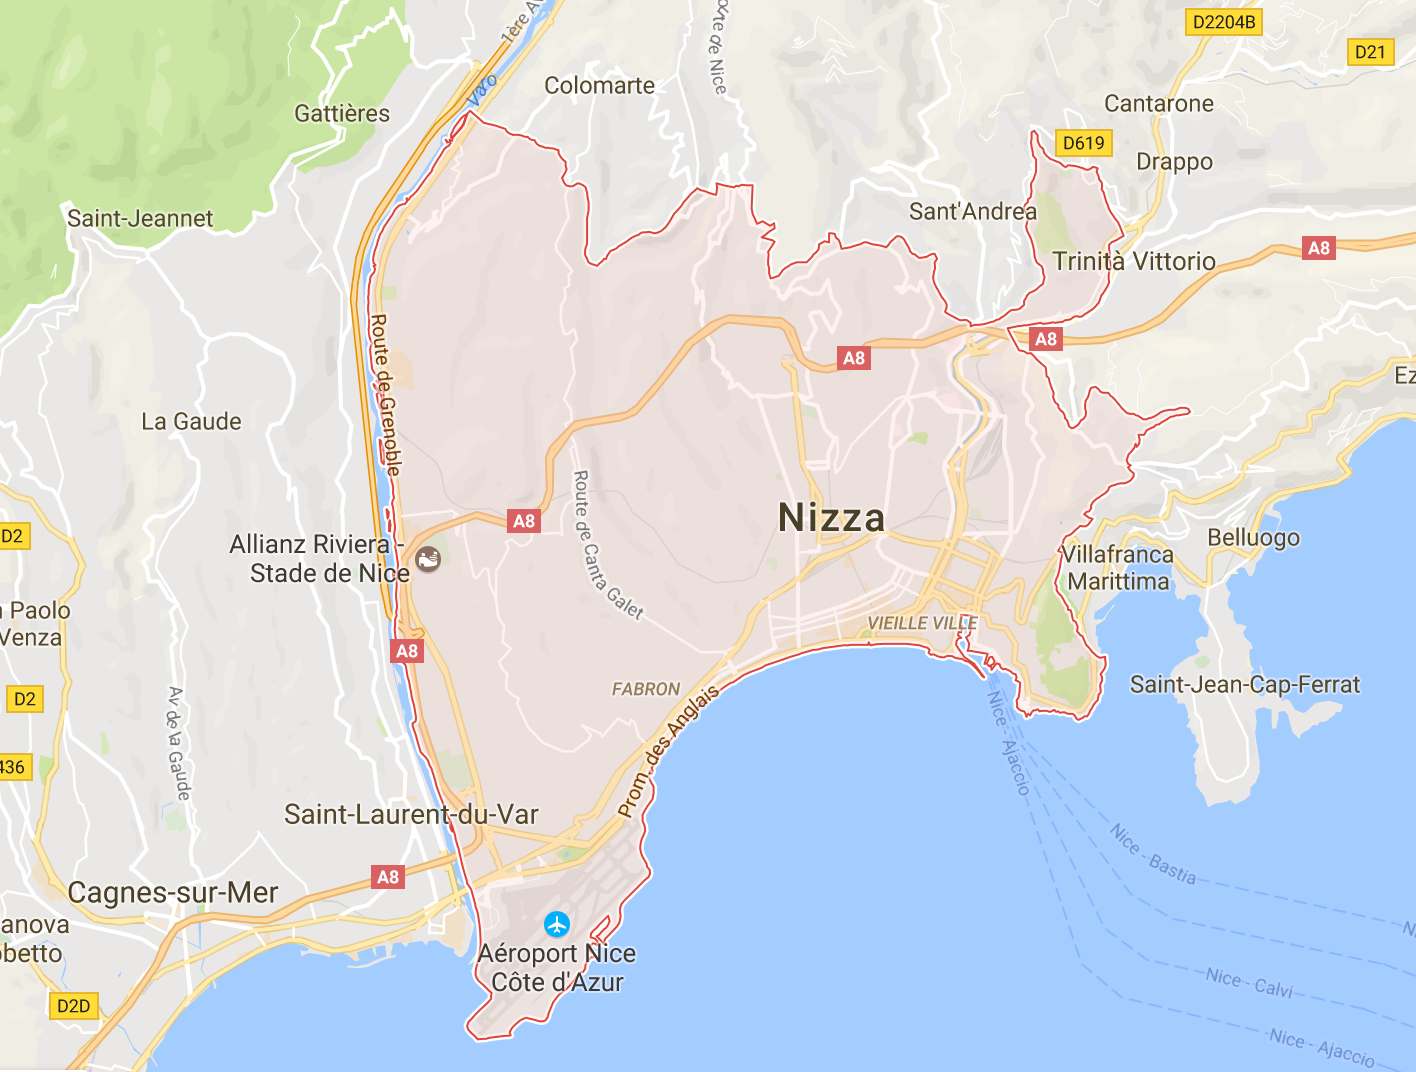 1ère Av
D2204B
D21
Route de Nice
Colomarte
Varo
Gattières
Cantarone
D619
Drappo
Saint-Jeannet
Sant'Andrea
Trinità Vittorio
A8
A8
A8
Route de Grenoble
Ez
La Gaude
Route de Canta Galet
Nizza
A8
D2
Allianz Riviera -
Stade de Nice
Belluogo
Villafranca
Marittima
Paolo
Venza
VIEILLE VILLE
A8
FABRON
Saint-Jean-Cap-Ferrat
D2
Av de la Gaude
Prom. des Anglais
Nice - Ajaccio
436
Saint-Laurent-du-Var
Nice - Bastia
A8
Cagnes-sur-Mer
anova
obetto
Aéroport Nice
Côte d'Azur
Nice - Calvi
D2D
Nice - Ajaccio